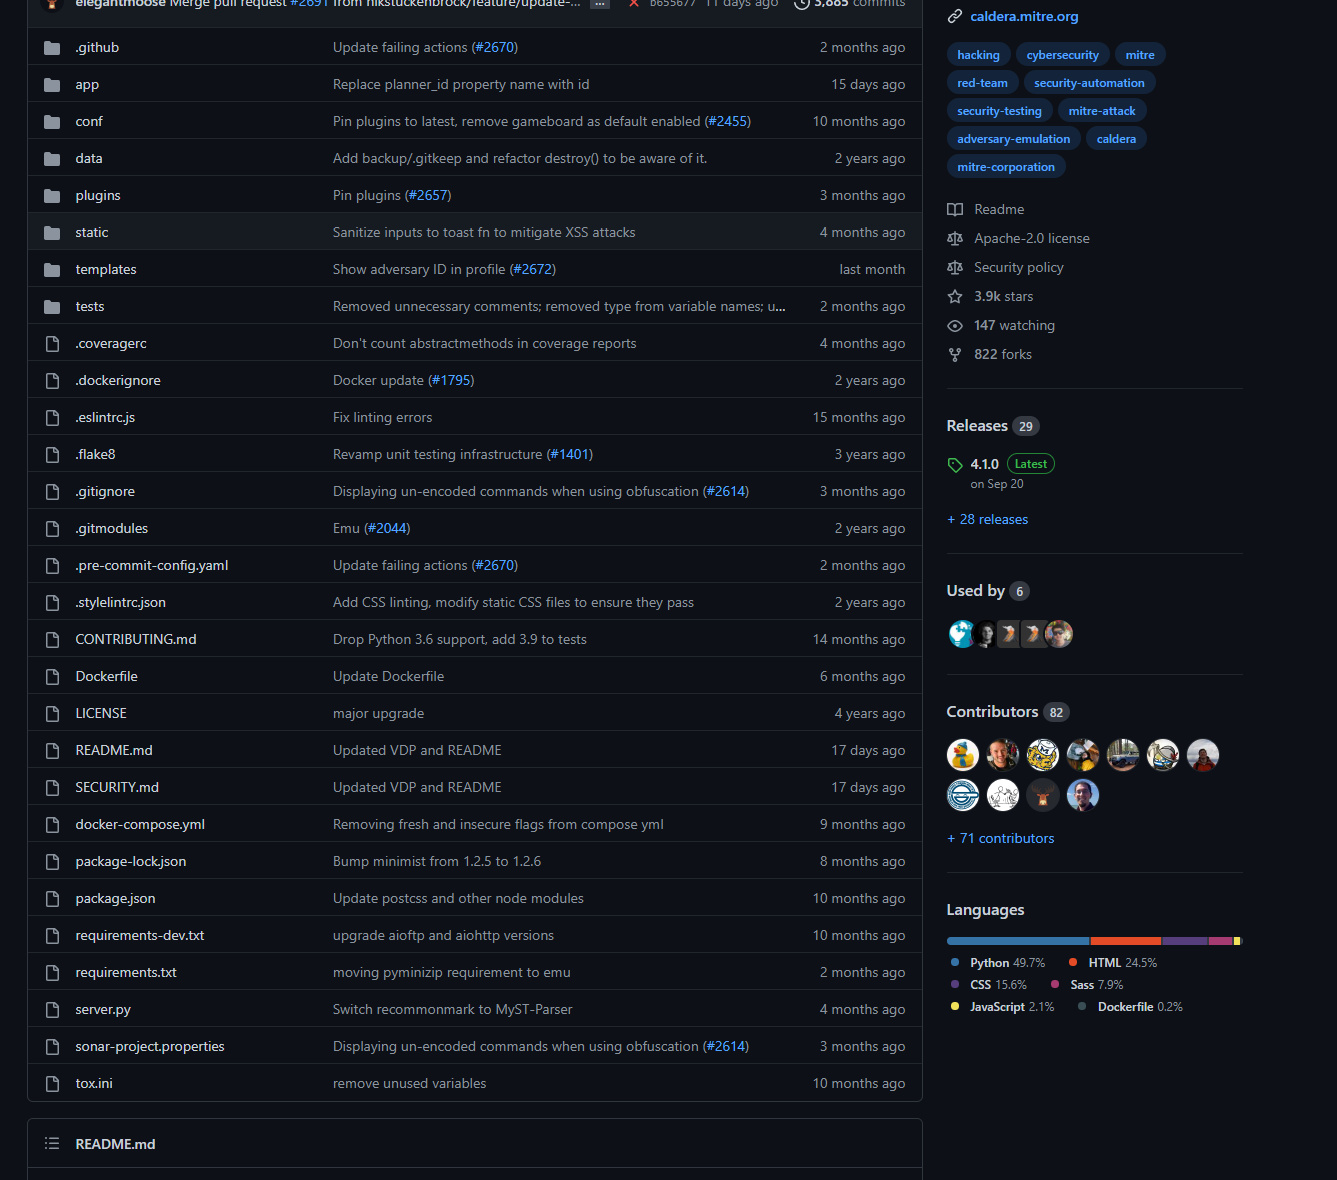 elegantmoose Merge pull request #2691 from nikstuckenbrock/feature/update-... ... b655677 11 days ago 3,885 commits
.github Update failing actions (#2670) 2 months ago
app Replace planner_id property name with id 15 days ago
conf Pin plugins to latest, remove gameboard as default enabled (#2455) 10 months ago
data Add backup/.gitkeep and refactor destroy() to be aware of it. 2 years ago
plugins Pin plugins (#2657) 3 months ago
static Sanitize inputs to toast fn to mitigate XSS attacks 4 months ago
templates Show adversary ID in profile (#2672) last month
tests Removed unnecessary comments; removed type from variable names; u... 2 months ago
.coveragerc Don't count abstractmethods in coverage reports 4 months ago
.dockerignore Docker update (#1795) 2 years ago
.eslintrc.js Fix linting errors 15 months ago
.flake8 Revamp unit testing infrastructure (#1401) 3 years ago
.gitignore Displaying un-encoded commands when using obfuscation (#2614) 3 months ago
.gitmodules Emu (#2044) 2 years ago
.pre-commit-config.yaml Update failing actions (#2670) 2 months ago
.stylelintrc.json Add CSS linting, modify static CSS files to ensure they pass 2 years ago
CONTRIBUTING.md Drop Python 3.6 support, add 3.9 to tests 14 months ago
Dockerfile Update Dockerfile 6 months ago
LICENSE major upgrade 4 years ago
README.md Updated VDP and README 17 days ago
SECURITY.md Updated VDP and README 17 days ago
docker-compose.yml Removing fresh and insecure flags from compose yml 9 months ago
package-lock.json Bump minimist from 1.2.5 to 1.2.6 8 months ago
package.json Update postcss and other node modules 10 months ago
requirements-dev.txt upgrade aioftp and aiohttp versions 10 months ago
requirements.txt moving pyminizip requirement to emu 2 months ago
server.py Switch recommonmark to MyST-Parser 4 months ago
sonar-project.properties Displaying un-encoded commands when using obfuscation (#2614) 3 months ago
tox.ini remove unused variables 10 months ago
README.md
caldera.mitre.org
hacking cybersecurity mitre
red-team security-automation
security-testing mitre-attack
adversary-emulation caldera
mitre-corporation
Readme
Apache-2.0 license
Security policy
3.9k stars
147 watching
822 forks
Releases 29
4.1.0 Latest
on Sep 20
+ 28 releases
Used by 6
Contributors 82
+ 71 contributors
Languages
Python 49.7% HTML 24.5%
CSS 15.6% Sass 7.9%
JavaScript 2.1% Dockerfile 0.2%